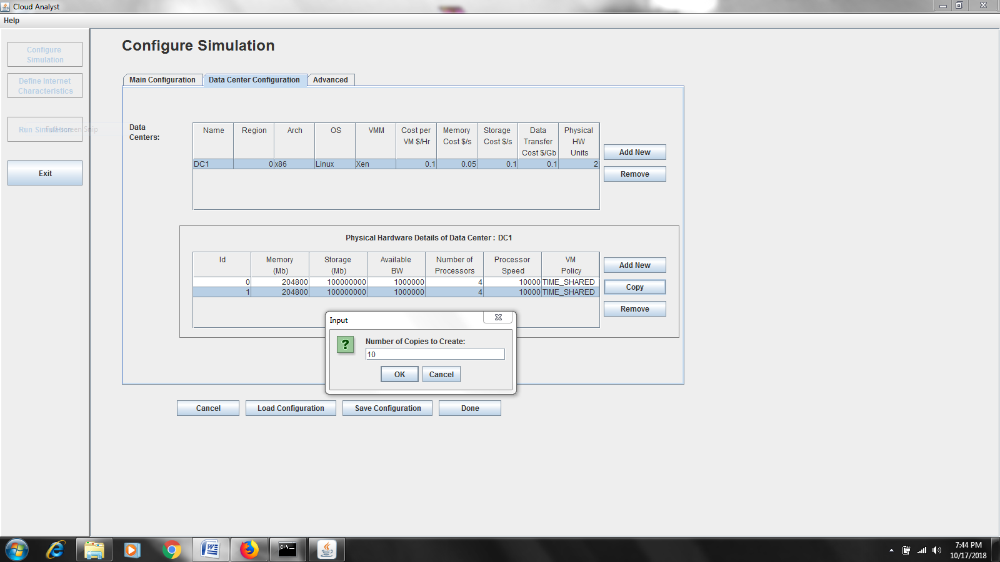 Cloud Analyst
Help
Configure Simulation
Configure
Simulation
Define Internet
Characteristics
Run Simulation
Full-screen Snip
Exit
Main Configuration
Data Center Configuration
Advanced
Data
Centers:
Name Region Arch OS VMM Cost per VM $/Hr Memory Cost $/s Storage Cost $/s Data Transfer Cost $/Gb Physical HW Units
DC1 0 x86 Linux Xen 0.1 0.05 0.1 0.1 2
Add New
Remove
Physical Hardware Details of Data Center : DC1
Id Memory (Mb) Storage (Mb) Available BW Number of Processors Processor Speed VM Policy
0 204800 100000000 1000000 4 10000 TIME_SHARED
1 204800 100000000 1000000 4 10000 TIME_SHARED
Add New
Copy
Remove
Input
?
Number of Copies to Create:
10
OK Cancel
Cancel Load Configuration Save Configuration Done
C:\
7:44 PM
10/17/2018